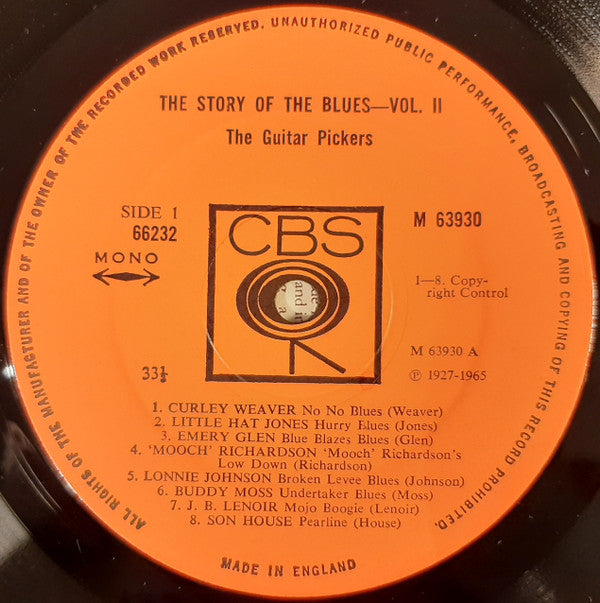 ALL RIGHTS OF THE MANUFACTURER AND OF THE OWNER OF THE RECORDED WORK RESERVED. UNAUTHORIZED PUBLIC PERFORMANCE, BROADCASTING AND COPYING OF THIS RECORD PROHIBITED.
THE STORY OF THE BLUES—VOL. II
The Guitar Pickers
SIDE 1
66232
MONO
CBS
M 63930
1—8. Copy-
right Control
33⅓
M 63930 A
℗ 1927-1965
1. CURLEY WEAVER No No Blues (Weaver)
2. LITTLE HAT JONES Hurry Blues (Jones)
3. EMERY GLEN Blue Blazes Blues (Glen)
4. ‘MOOCH’ RICHARDSON ‘Mooch’ Richardson’s
Low Down (Richardson)
5. LONNIE JOHNSON Broken Levee Blues (Johnson)
6. BUDDY MOSS Undertaker Blues (Moss)
7. J. B. LENOIR Mojo Boogie (Lenoir)
8. SON HOUSE Pearline (House)
MADE IN ENGLAND